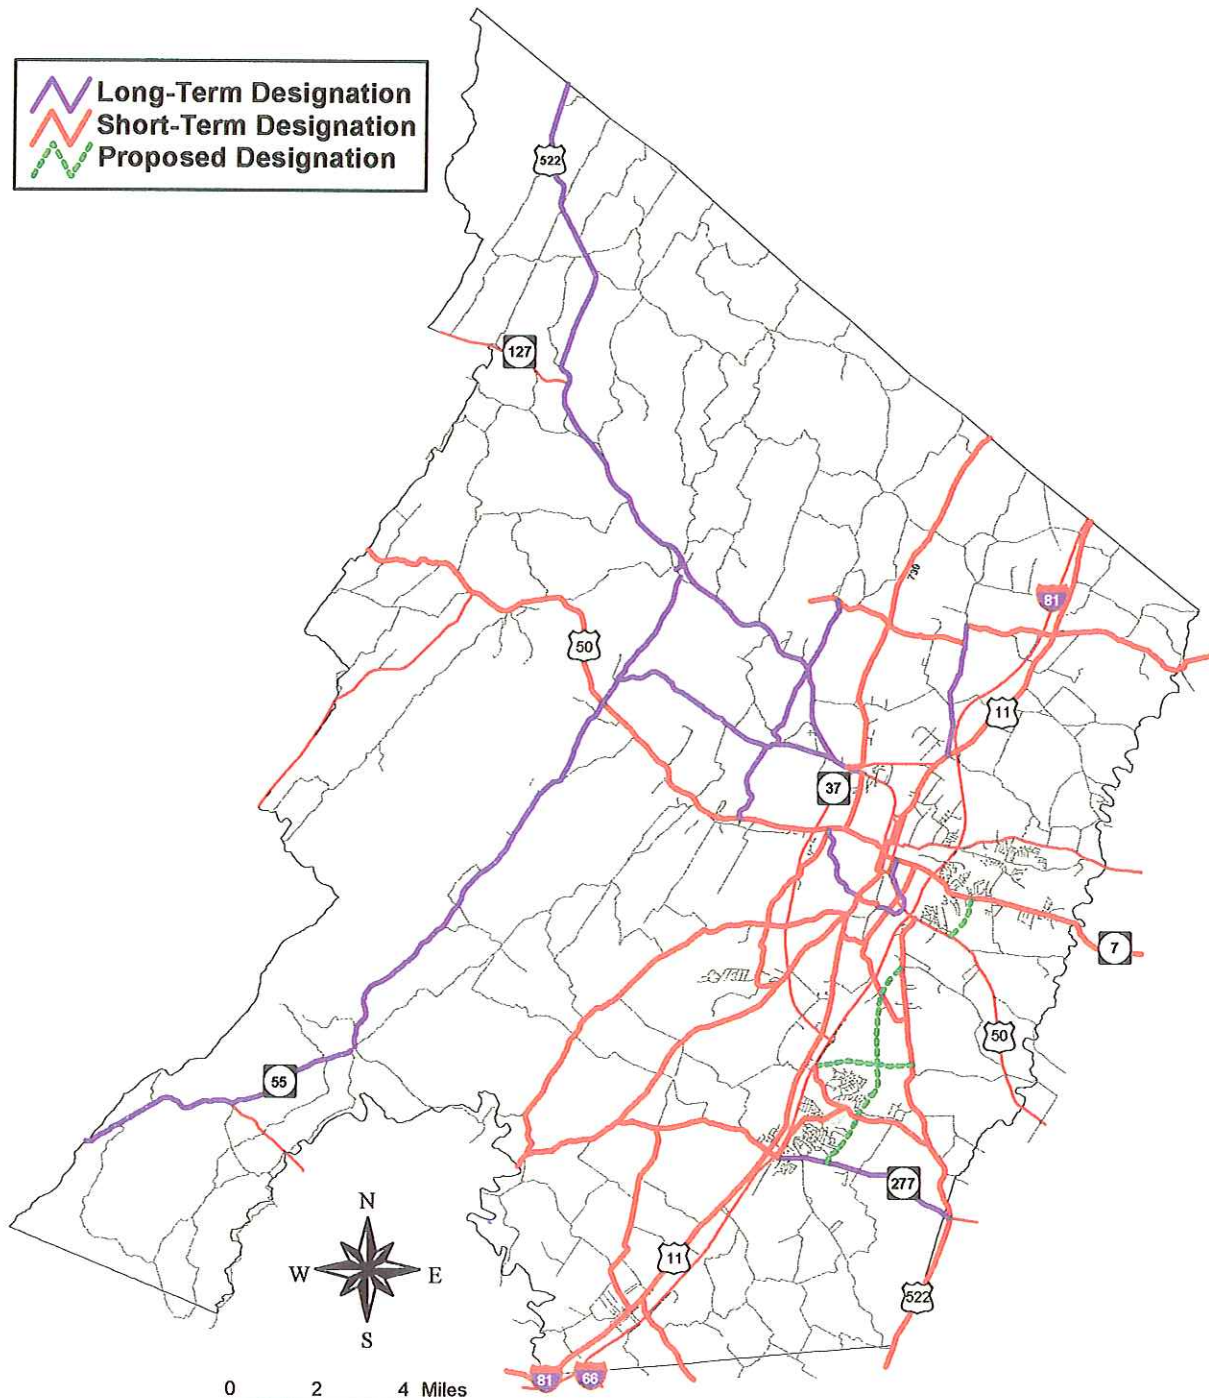 Long-Term Designation
Short-Term Designation
Proposed Designation
522
127
739
81
50
11
37
7
50
55
277
11
522
81
66
N
W E
S
0 2 4 Miles